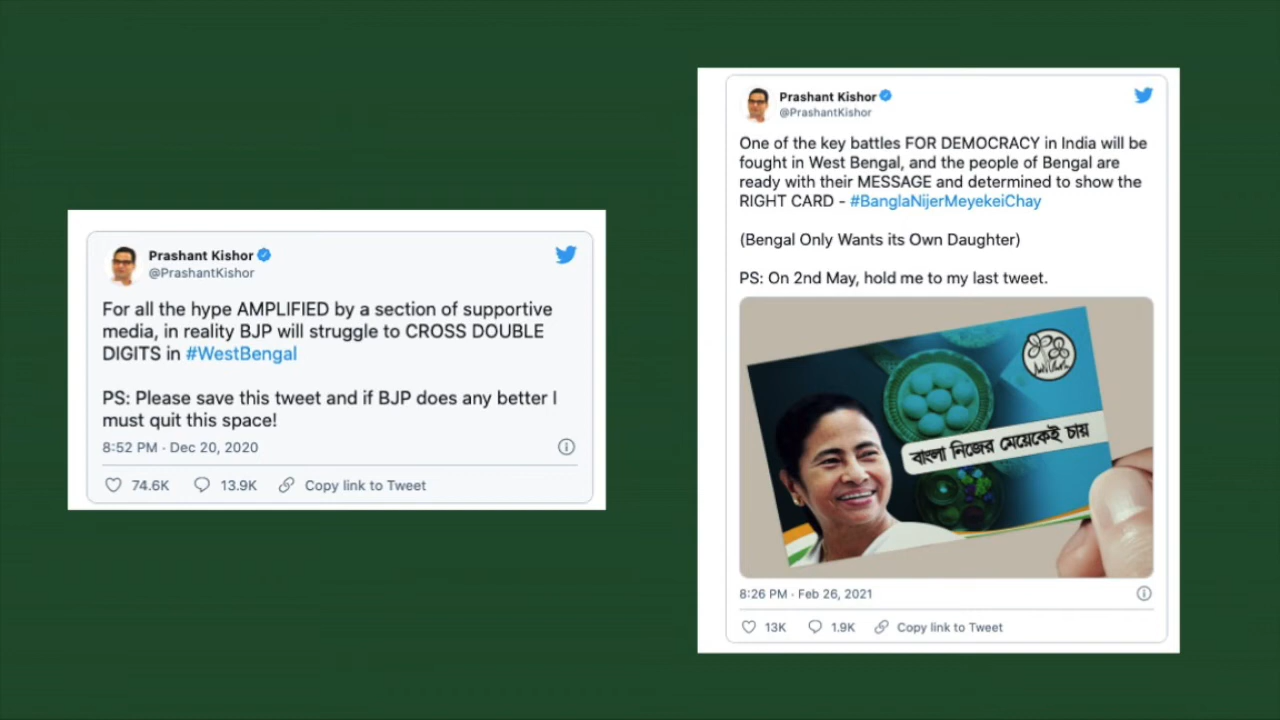 Prashant Kishor
@PrashantKishor
For all the hype AMPLIFIED by a section of supportive
media, in reality BJP will struggle to CROSS DOUBLE
DIGITS in #WestBengal
PS: Please save this tweet and if BJP does any better I
must quit this space!
8:52 PM · Dec 20, 2020
74.6K 13.9K Copy link to Tweet
Prashant Kishor
@PrashantKishor
One of the key battles FOR DEMOCRACY in India will be
fought in West Bengal, and the people of Bengal are
ready with their MESSAGE and determined to show the
RIGHT CARD - #BanglaNijerMeyekeiChay
(Bengal Only Wants its Own Daughter)
PS: On 2nd May, hold me to my last tweet.
বাংলা নিজের মেয়েকেই চায়
8:26 PM · Feb 26, 2021
13K 1.9K Copy link to Tweet